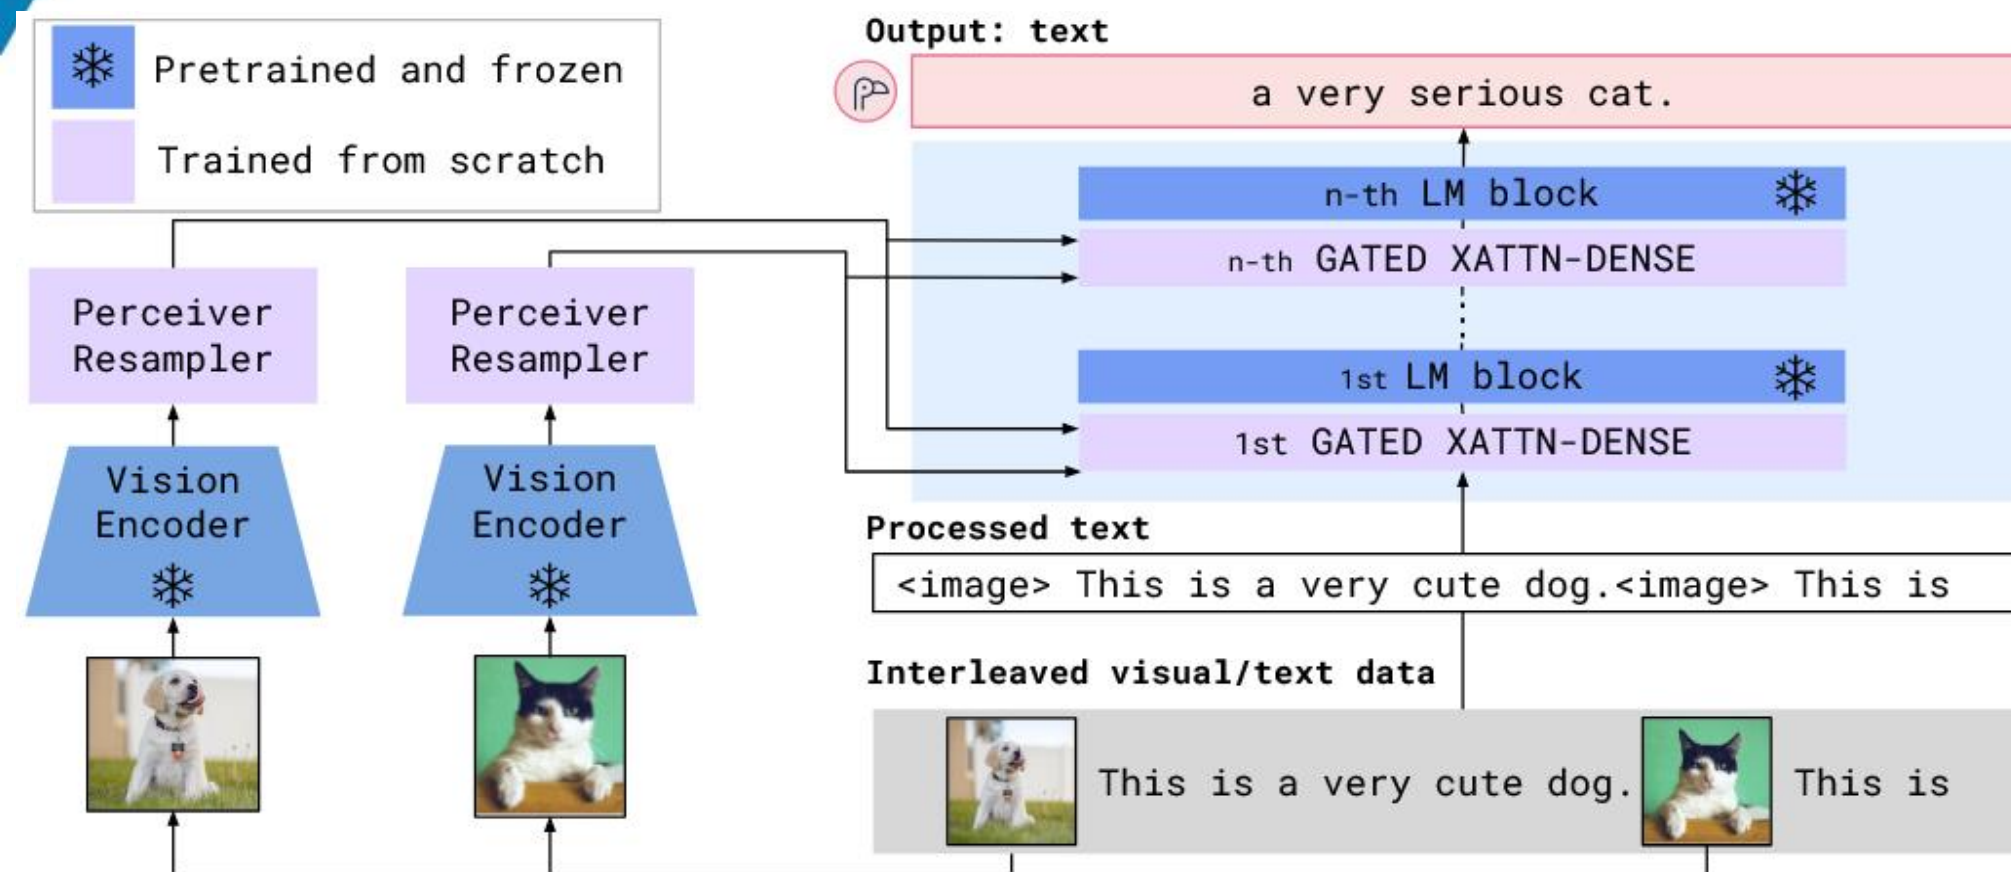 Pretrained and frozen
Trained from scratch
Perceiver
Resampler
Vision
Encoder
Perceiver
Resampler
Vision
Encoder
Output: text
a very serious cat.
n-th LM block
n-th GATED XATTN-DENSE
1st LM block
1st GATED XATTN-DENSE
Processed text
<image> This is a very cute dog.<image> This is
Interleaved visual/text data
This is a very cute dog. This is